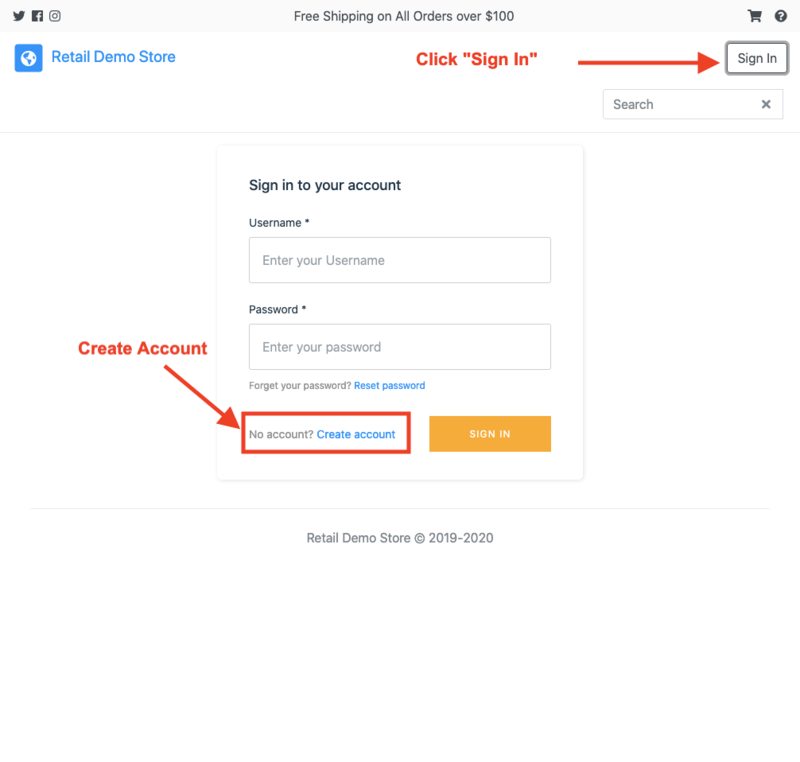 Free Shipping on All Orders over $100
Retail Demo Store
Click "Sign In"
Sign In
Search
Sign in to your account
Username *
Enter your Username
Password *
Enter your password
Create Account
Forget your password? Reset password
No account? Create account
SIGN IN
Retail Demo Store © 2019-2020